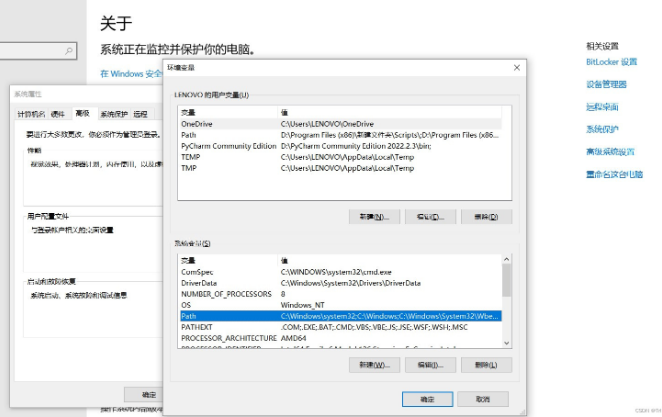 关于
系统正在监控并保护你的电脑。
在 Windows 安全
相关设置
BitLocker 设置
设备管理器
远程桌面
系统保护
高级系统设置
重命名这台电脑
系统属性
计算机名 硬件 高级 系统保护 远程
要进行大多数更改，你必须作为管理员登录。
性能
视觉效果，处理器计划，内存使用，以及虚
用户配置文件
与登录帐户相关的桌面设置
启动和故障恢复
系统启动、系统故障和调试信息
确定
环境变量
LENOVO 的用户变量(U)
变量 值
OneDrive C:\Users\LENOVO\OneDrive
Path D:\Program Files (x86)\新建文件夹\Scripts\;D:\Program Files (x86...
PyCharm Community Edition D:\PyCharm Community Edition 2022.2.3\bin;
TEMP C:\Users\LENOVO\AppData\Local\Temp
TMP C:\Users\LENOVO\AppData\Local\Temp
新建(N)... 编辑(E)... 删除(D)
系统变量(S)
变量 值
ComSpec C:\WINDOWS\system32\cmd.exe
DriverData C:\Windows\System32\Drivers\DriverData
NUMBER_OF_PROCESSORS 8
OS Windows_NT
Path C:\Windows\system32;C:\Windows;C:\Windows\System32\Wbe...
PATHEXT .COM;.EXE;.BAT;.CMD;.VBS;.VBE;.JS;.JSE;.WSF;.WSH;.MSC
PROCESSOR_ARCHITECTURE AMD64
新建(W)... 编辑(I)... 删除(L)
确定 取消